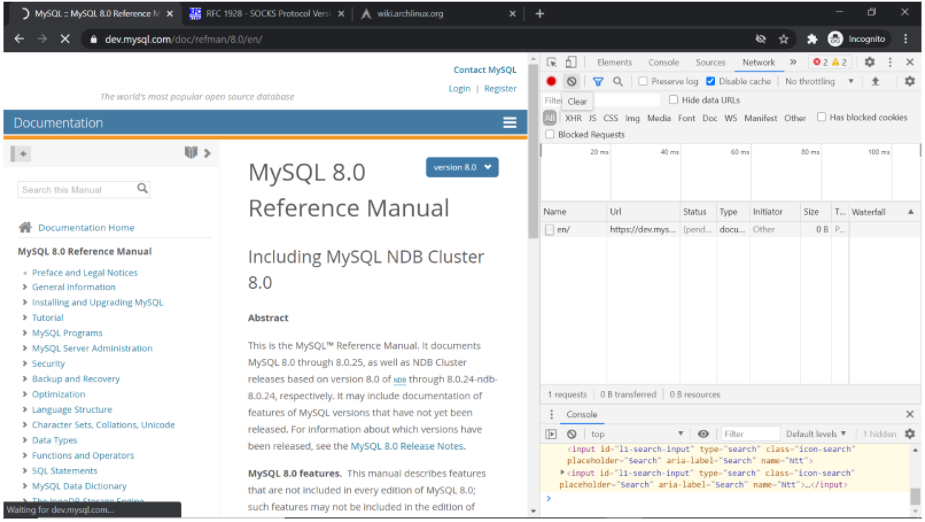 MySQL :: MySQL 8.0 Reference M
RFC 1928 - SOCKS Protocol Versi
wiki.archlinux.org
dev.mysql.com/doc/refman/8.0/en/
Incognito
Contact MySQL
Login | Register
The world's most popular open source database
Documentation
Search this Manual
Documentation Home
MySQL 8.0 Reference Manual
Preface and Legal Notices
General Information
Installing and Upgrading MySQL
Tutorial
MySQL Programs
MySQL Server Administration
Security
Backup and Recovery
Optimization
Language Structure
Character Sets, Collations, Unicode
Data Types
Functions and Operators
SQL Statements
MySQL Data Dictionary
The InnoDB Storage Engine
Waiting for dev.mysql.com...
version 8.0
MySQL 8.0
Reference Manual
Including MySQL NDB Cluster
8.0
Abstract
This is the MySQL™ Reference Manual. It documents
MySQL 8.0 through 8.0.25, as well as NDB Cluster
releases based on version 8.0 of NDB through 8.0.24-ndb-
8.0.24, respectively. It may include documentation of
features of MySQL versions that have not yet been
released. For information about which versions have
been released, see the MySQL 8.0 Release Notes.
MySQL 8.0 features. This manual describes features
that are not included in every edition of MySQL 8.0;
such features may not be included in the edition of
Elements Console Sources Network » 2 2
Preserve log Disable cache No throttling
Filte Clear Hide data URLs
All XHR JS CSS Img Media Font Doc WS Manifest Other Has blocked cookies
Blocked Requests
20 ms 40 ms 60 ms 80 ms 100 ms
Name Url Status Type Initiator Size T... Waterfall
en/ https://dev.mys... (pend... docu... Other 0 B P...
1 requests 0 B transferred 0 B resources
Console
top Filter Default levels 1 hidden
<input id="li-search-input" type="search" class="icon-search"
placeholder="Search" aria-label="Search" name="Ntt">
<input id="li-search-input" type="search" class="icon-search"
placeholder="Search" aria-label="Search" name="Ntt">…</input>